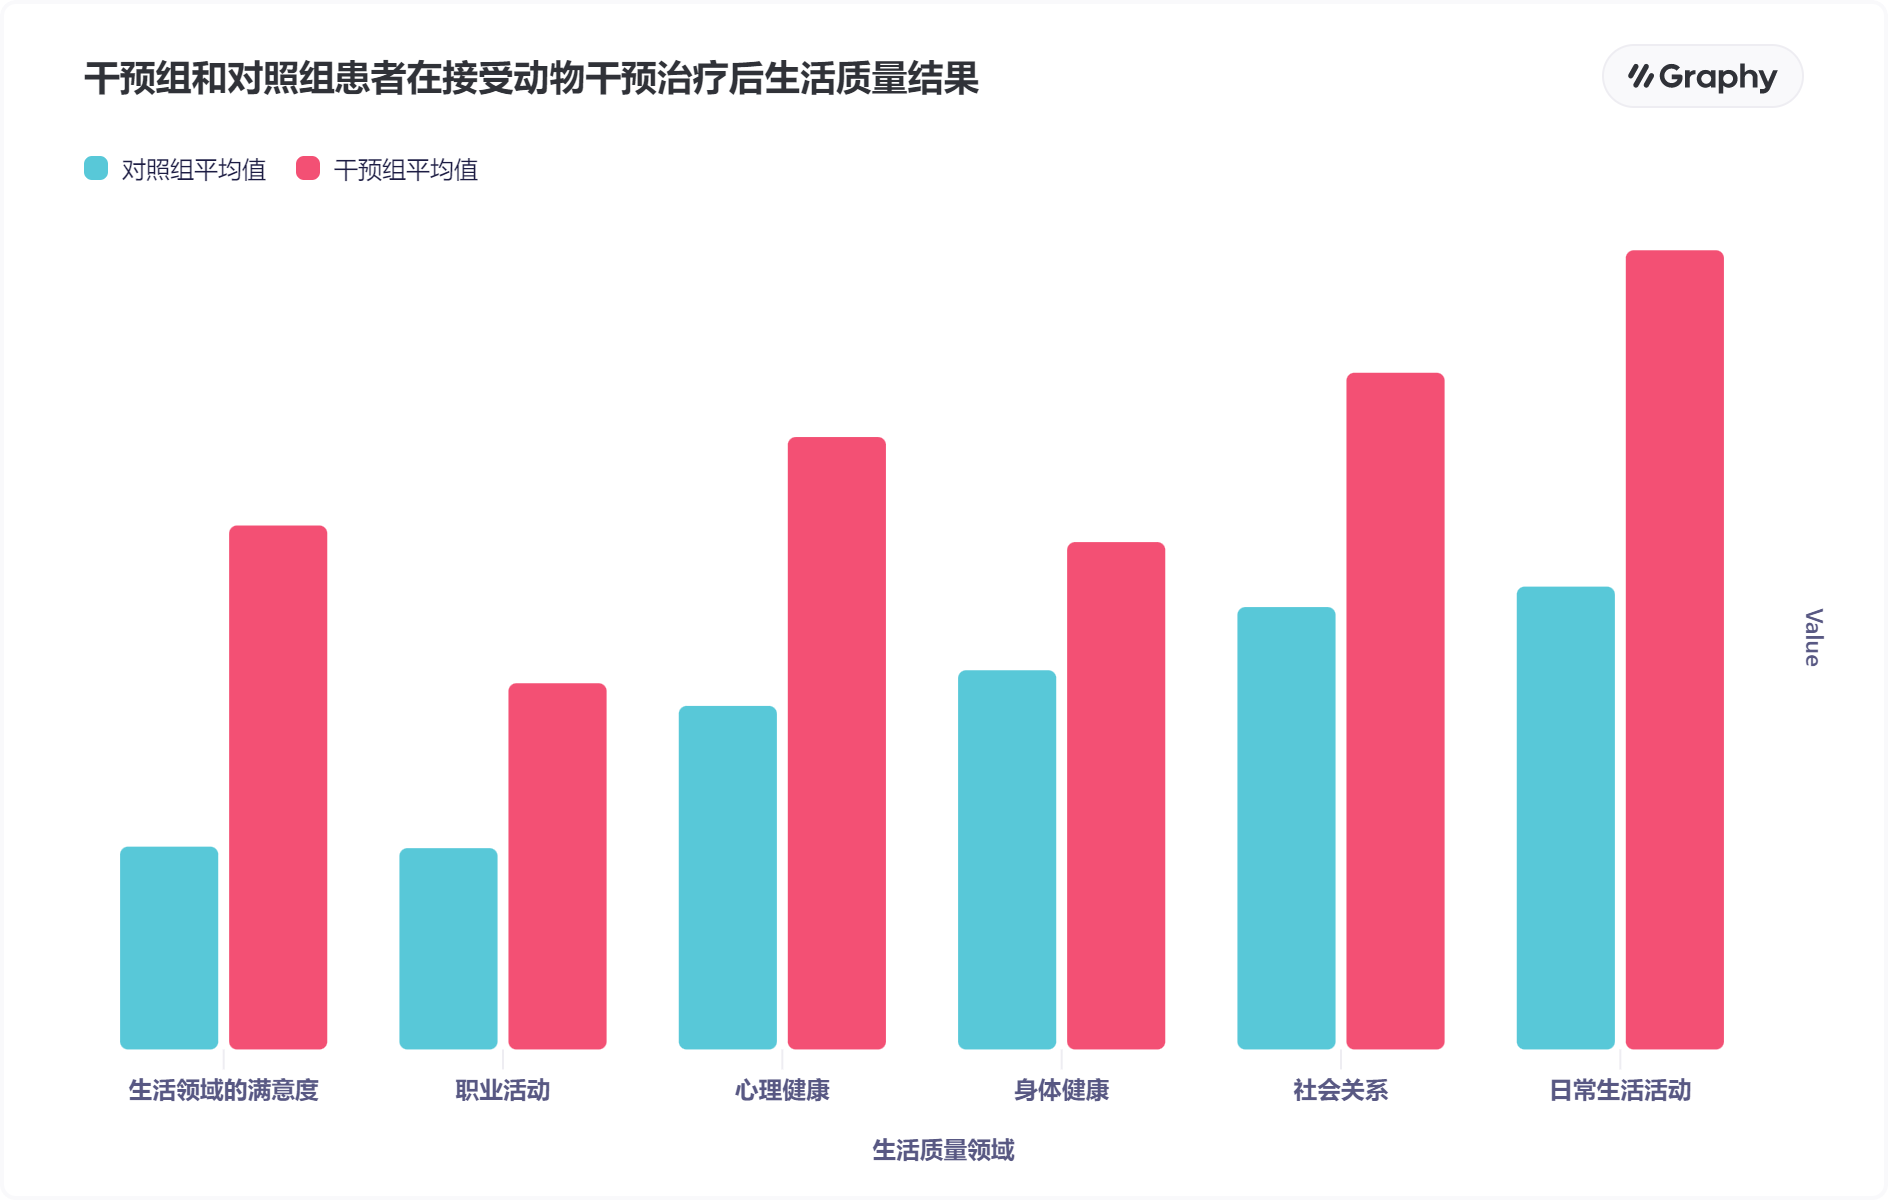 干预组和对照组患者在接受动物干预治疗后生活质量结果
Graphy
对照组平均值 干预组平均值
Value
生活领域的满意度 职业活动 心理健康 身体健康 社会关系 日常生活活动
生活质量领域